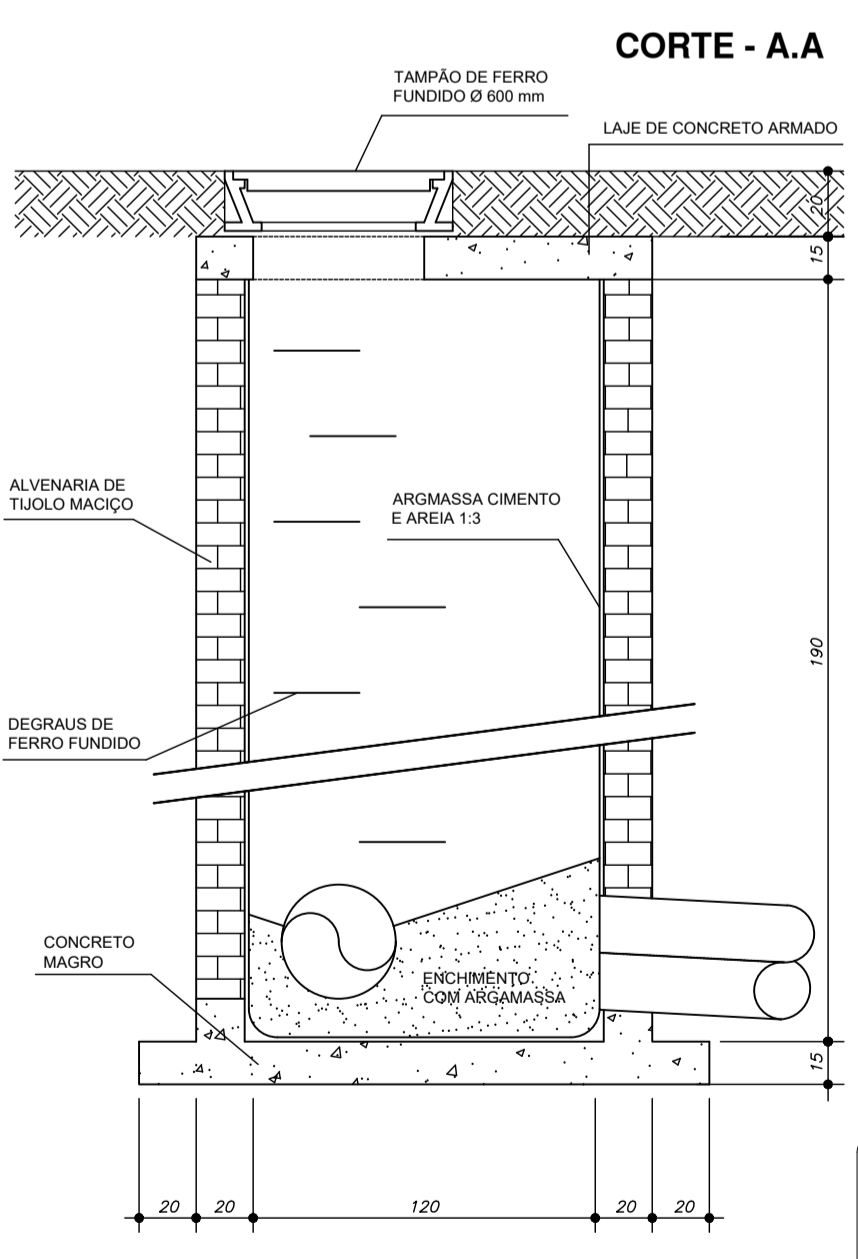 CORTE - A.A
TAMPÃO DE FERRO
FUNDIDO Ø 600 mm
LAJE DE CONCRETO ARMADO
20
15
ALVENARIA DE
TIJOLO MACIÇO
ARGMASSA CIMENTO
E AREIA 1:3
190
DEGRAUS DE
FERRO FUNDIDO
CONCRETO
MAGRO
ENCHIMENTO
COM ARGAMASSA
15
20 20 120 20 20